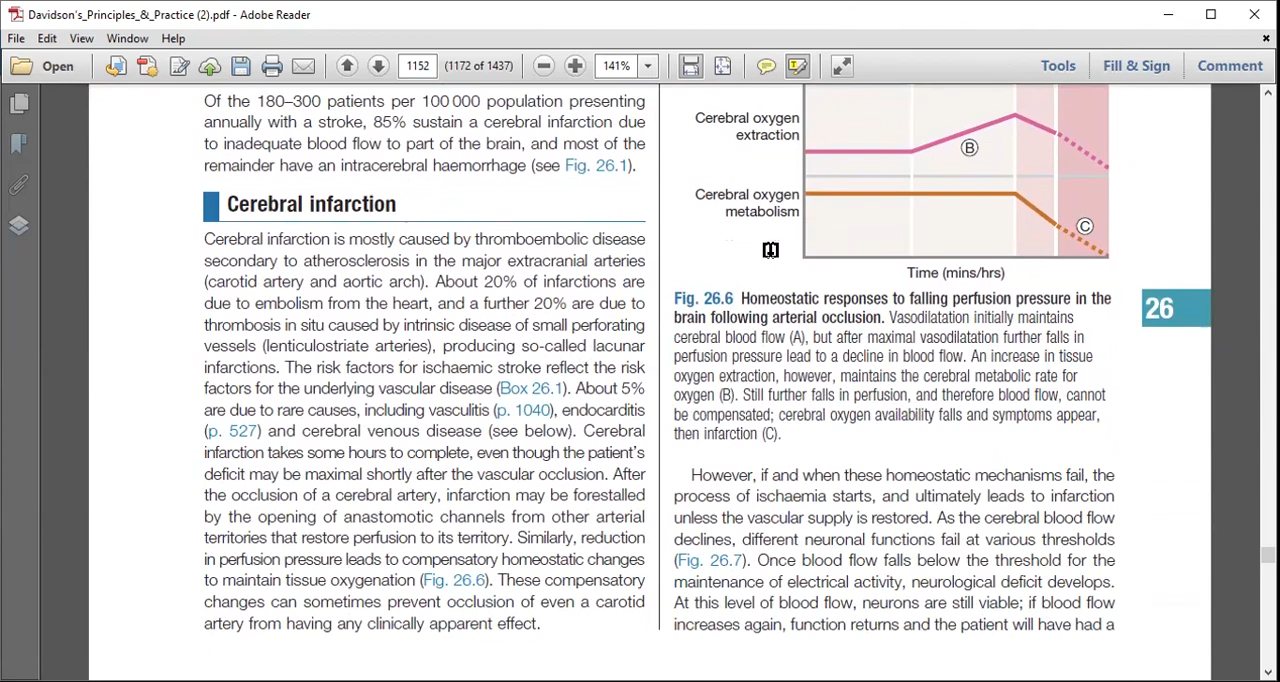 Davidson's_Principles_&_Practice (2).pdf - Adobe Reader
File Edit View Window Help
Open 1152 (1172 of 1437) 141% Tools Fill & Sign Comment
Of the 180–300 patients per 100 000 population presenting
annually with a stroke, 85% sustain a cerebral infarction due
to inadequate blood flow to part of the brain, and most of the
remainder have an intracerebral haemorrhage (see Fig. 26.1).
Cerebral infarction
Cerebral infarction is mostly caused by thromboembolic disease
secondary to atherosclerosis in the major extracranial arteries
(carotid artery and aortic arch). About 20% of infarctions are
due to embolism from the heart, and a further 20% are due to
thrombosis in situ caused by intrinsic disease of small perforating
vessels (lenticulostriate arteries), producing so-called lacunar
infarctions. The risk factors for ischaemic stroke reflect the risk
factors for the underlying vascular disease (Box 26.1). About 5%
are due to rare causes, including vasculitis (p. 1040), endocarditis
(p. 527) and cerebral venous disease (see below). Cerebral
infarction takes some hours to complete, even though the patient's
deficit may be maximal shortly after the vascular occlusion. After
the occlusion of a cerebral artery, infarction may be forestalled
by the opening of anastomotic channels from other arterial
territories that restore perfusion to its territory. Similarly, reduction
in perfusion pressure leads to compensatory homeostatic changes
to maintain tissue oxygenation (Fig. 26.6). These compensatory
changes can sometimes prevent occlusion of even a carotid
artery from having any clinically apparent effect.
Cerebral oxygen
extraction
B
Cerebral oxygen
metabolism
C
Time (mins/hrs)
Fig. 26.6 Homeostatic responses to falling perfusion pressure in the
brain following arterial occlusion. Vasodilatation initially maintains
cerebral blood flow (A), but after maximal vasodilatation further falls in
perfusion pressure lead to a decline in blood flow. An increase in tissue
oxygen extraction, however, maintains the cerebral metabolic rate for
oxygen (B). Still further falls in perfusion, and therefore blood flow, cannot
be compensated; cerebral oxygen availability falls and symptoms appear,
then infarction (C).
26
However, if and when these homeostatic mechanisms fail, the
process of ischaemia starts, and ultimately leads to infarction
unless the vascular supply is restored. As the cerebral blood flow
declines, different neuronal functions fail at various thresholds
(Fig. 26.7). Once blood flow falls below the threshold for the
maintenance of electrical activity, neurological deficit develops.
At this level of blood flow, neurons are still viable; if blood flow
increases again, function returns and the patient will have had a